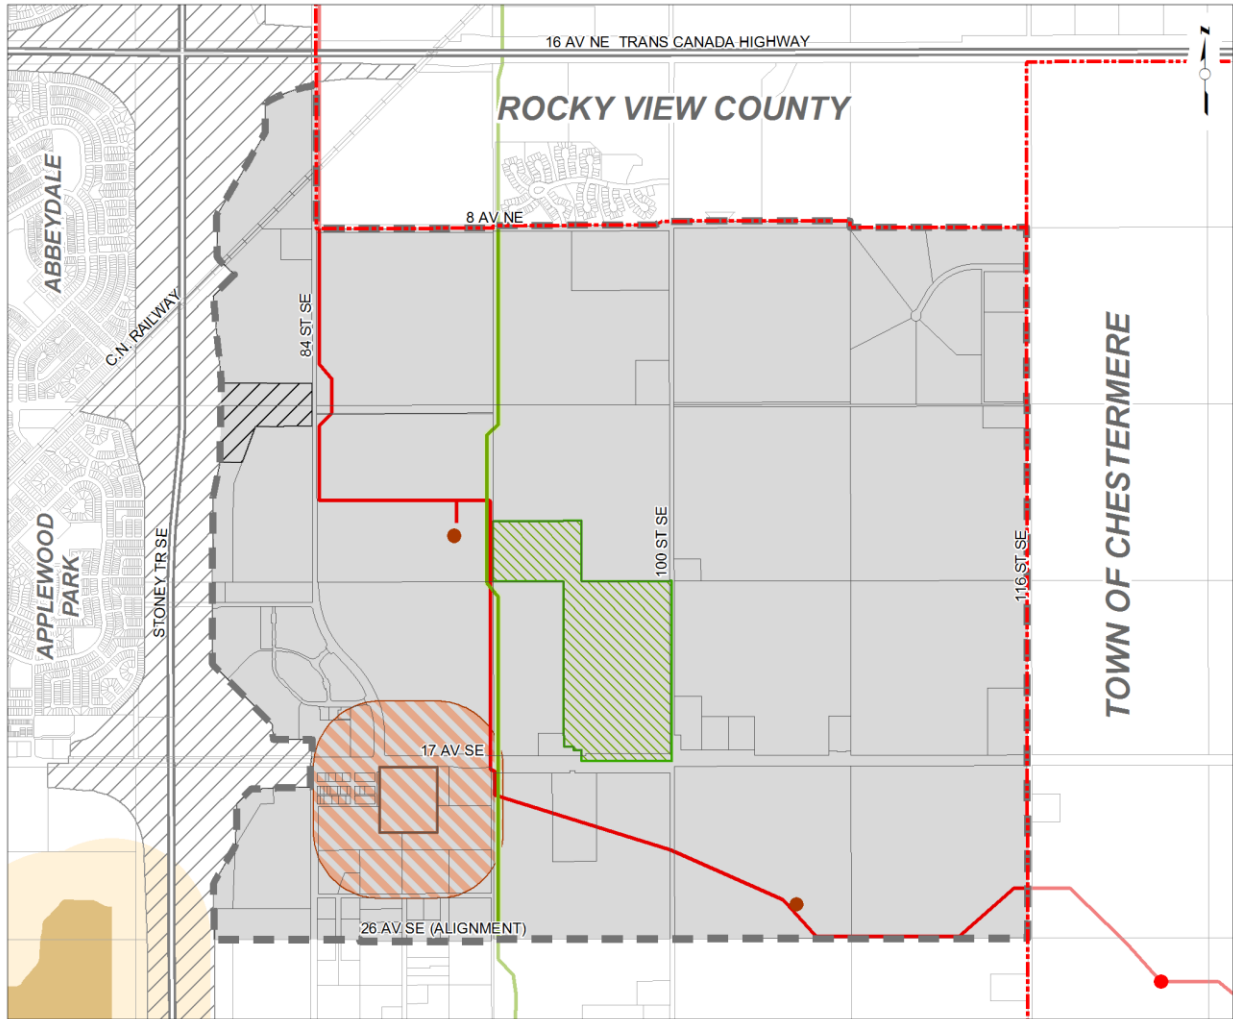 16 AV NE TRANS CANADA HIGHWAY
N
ROCKY VIEW COUNTY
ABBEYDALE
8 AV NE
C.N. RAILWAY
84 ST SE
TOWN OF CHESTERMERE
APPLEWOOD
PARK
STONEY TR SE
100 ST SE
116 ST SE
17 AV SE
26 AV SE (ALIGNMENT)